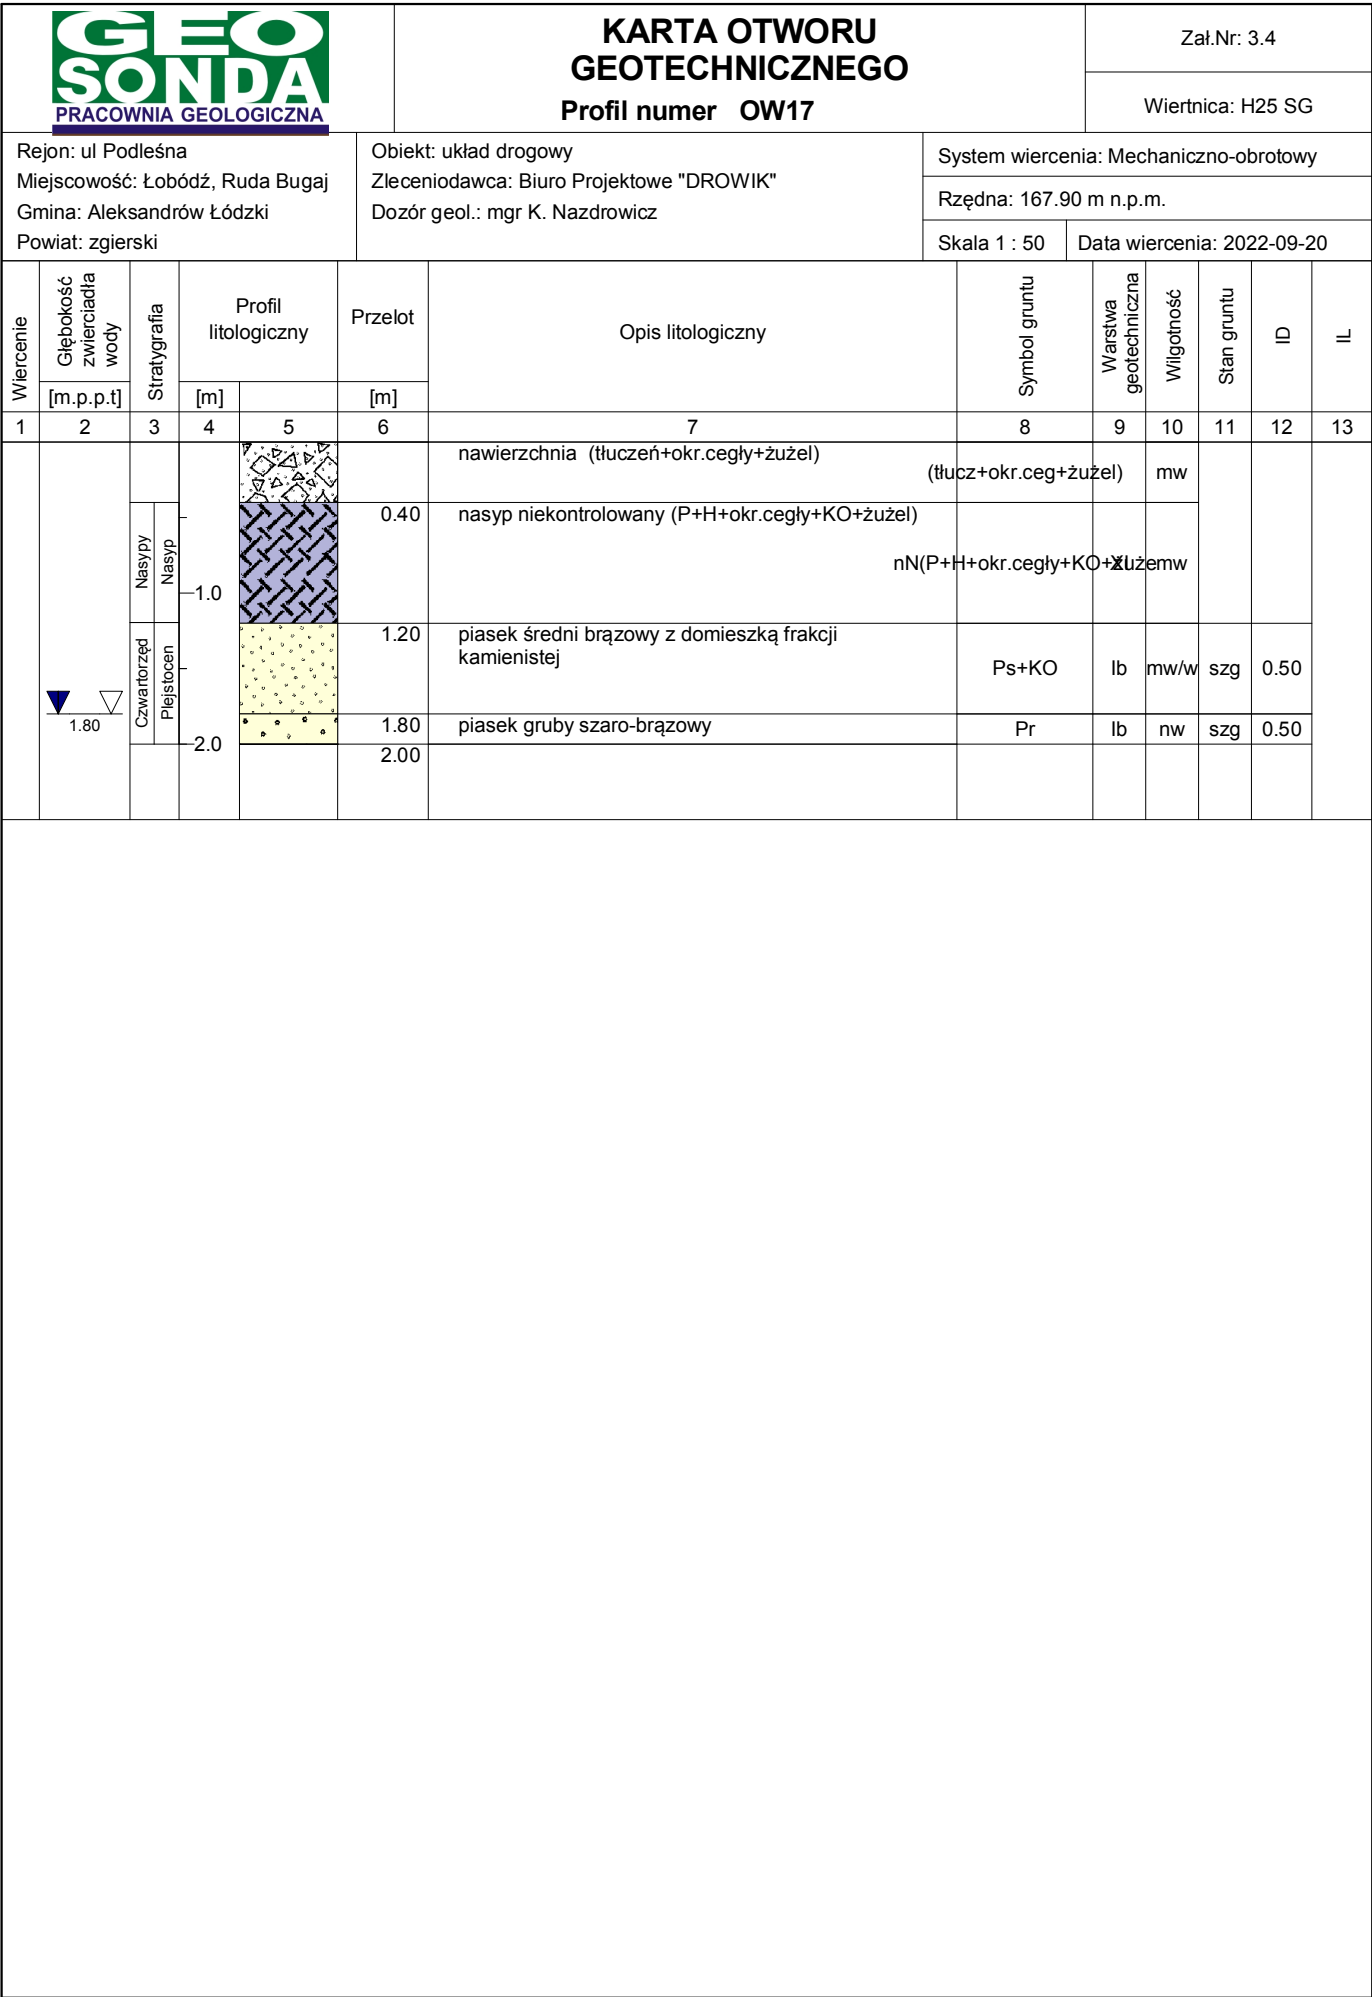 GEO
SONDA
PRACOWNIA GEOLOGICZNA
KARTA OTWORU
GEOTECHNICZNEGO
Profil numer OW17
Zał.Nr: 3.4
Wiertnica: H25 SG
Rejon: ul Podleśna
Miejscowość: Łobódź, Ruda Bugaj
Gmina: Aleksandrów Łódzki
Powiat: zgierski
Obiekt: układ drogowy
Zleceniodawca: Biuro Projektowe "DROWIK"
Dozór geol.: mgr K. Nazdrowicz
System wiercenia: Mechaniczno-obrotowy
Rzędna: 167.90 m n.p.m.
Skala 1 : 50
Data wiercenia: 2022-09-20
Wiercenie
Głębokość
zwierciadła
wody
[m.p.p.t]
Stratygrafia
Profil
litologiczny
[m]
Przelot
[m]
Opis litologiczny
Symbol gruntu
Warstwa
geotechniczna
Wilgotność
Stan gruntu
ID
IL
1 2 3 4 5 6 7 8 9 10 11 12 13
nawierzchnia (tłuczeń+okr.cegły+żużel)
(tłucz+okr.ceg+żużel) mw
Nasypy
Nasyp
0.40 nasyp niekontrolowany (P+H+okr.cegły+KO+żużel)
nN(P+H+okr.cegły+KO+ mw
1.0
Czwartorzęd
Plejstocen
1.20 piasek średni brązowy z domieszką frakcji
kamienistej
Ps+KO Ib mw/w szg 0.50
1.80
1.80 piasek gruby szaro-brązowy Pr Ib nw szg 0.50
2.0
2.00